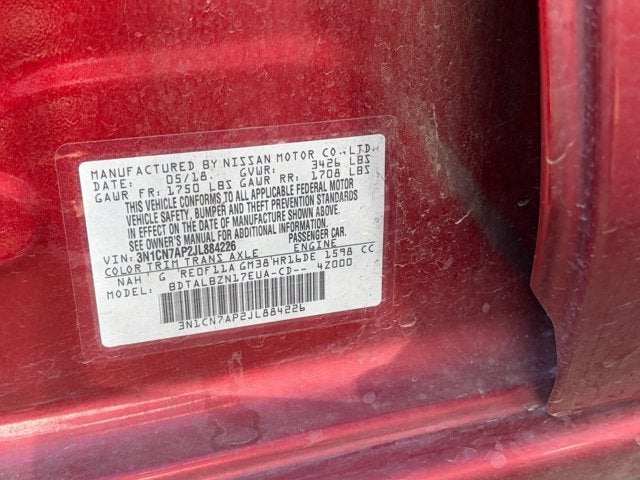 MANUFACTURED BY NISSAN MOTOR CO.,LTD.
DATE: 05/18. GVWR: 3426 LBS
GAWR FR: 1750 LBS GAWR RR: 1708 LBS
THIS VEHICLE CONFORMS TO ALL APPLICABLE FEDERAL MOTOR
VEHICLE SAFETY, BUMPER AND THEFT PREVENTION STANDARDS
IN EFFECT ON THE DATE OF MANUFACTURE SHOWN ABOVE.
SEE OWNER'S MANUAL FOR ADDITIONAL INFORMATION.
VIN: 3N1CN7AP2JL884226 PASSENGER CAR.
COLOR TRIM TRANS AXLE ENGINE
NAH G RE0F11A GM38 HR16DE 1598 CC
MODEL: BDTALBZN17EUA-CD-- 4Z000
3N1CN7AP2JL884226